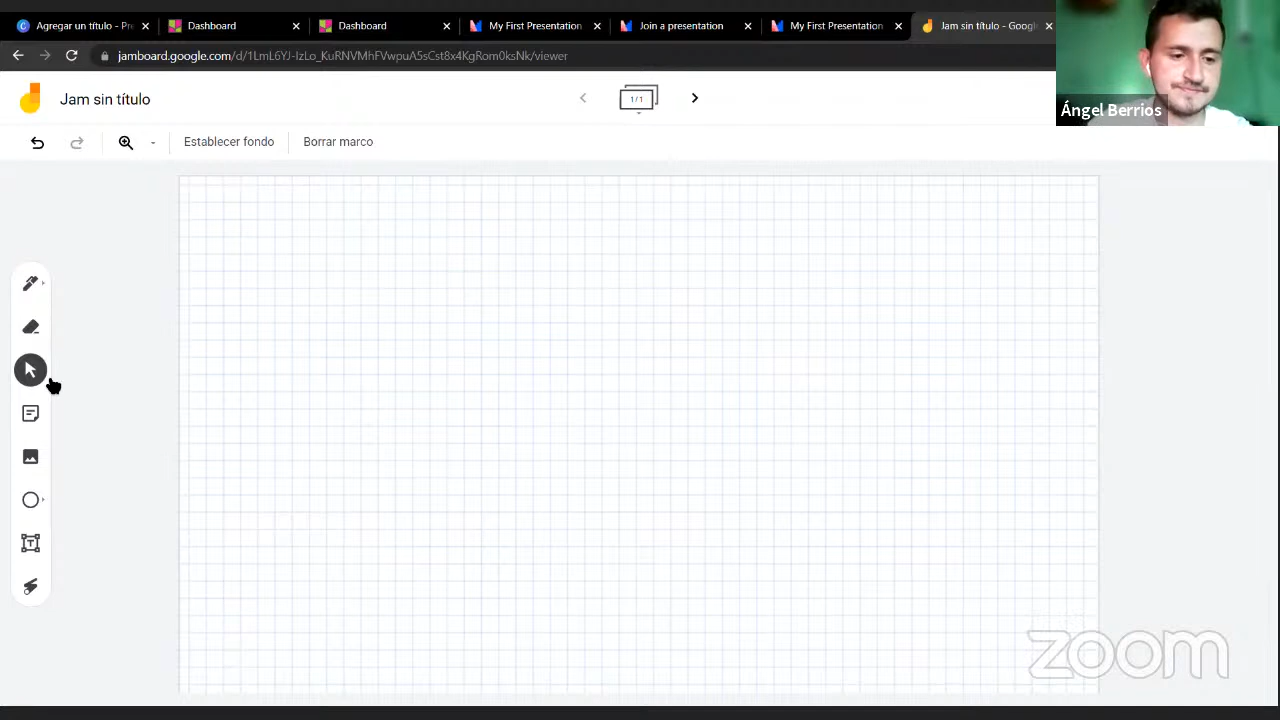 Agregar un título - Pre
Dashboard
Dashboard
My First Presentation
Join a presentation
My First Presentation
Jam sin título - Googl
jamboard.google.com/d/1LmL6YJ-IzLo_KuRNVMhFVwpuA5sCst8x4KgRom0ksNk/viewer
Jam sin título
1/1
Ángel Berrios
Establecer fondo
Borrar marco
zoom